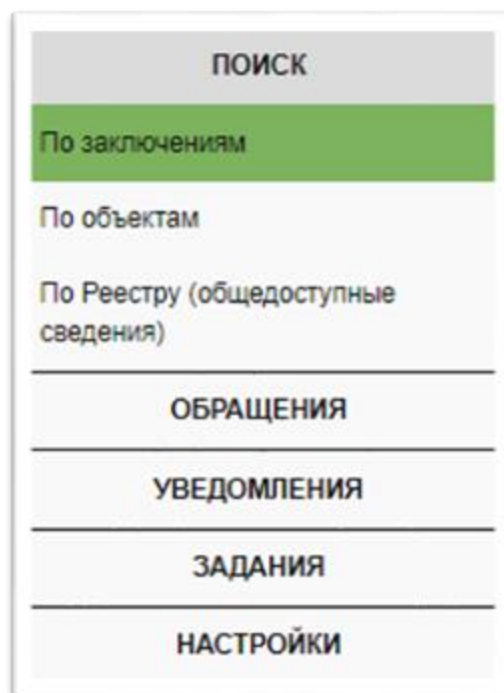 ПОИСК
По заключениям
По объектам
По Реестру (общедоступные
сведения)
ОБРАЩЕНИЯ
УВЕДОМЛЕНИЯ
ЗАДАНИЯ
НАСТРОЙКИ